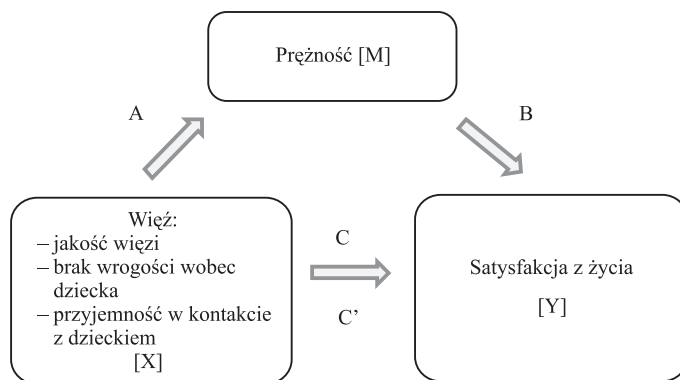 Prężność [M]
A
B
Więź:
– jakość więzi
– brak wrogości wobec
dziecka
– przyjemność w kontakcie
z dzieckiem
[X]
C
C’
Satysfakcja z życia
[Y]